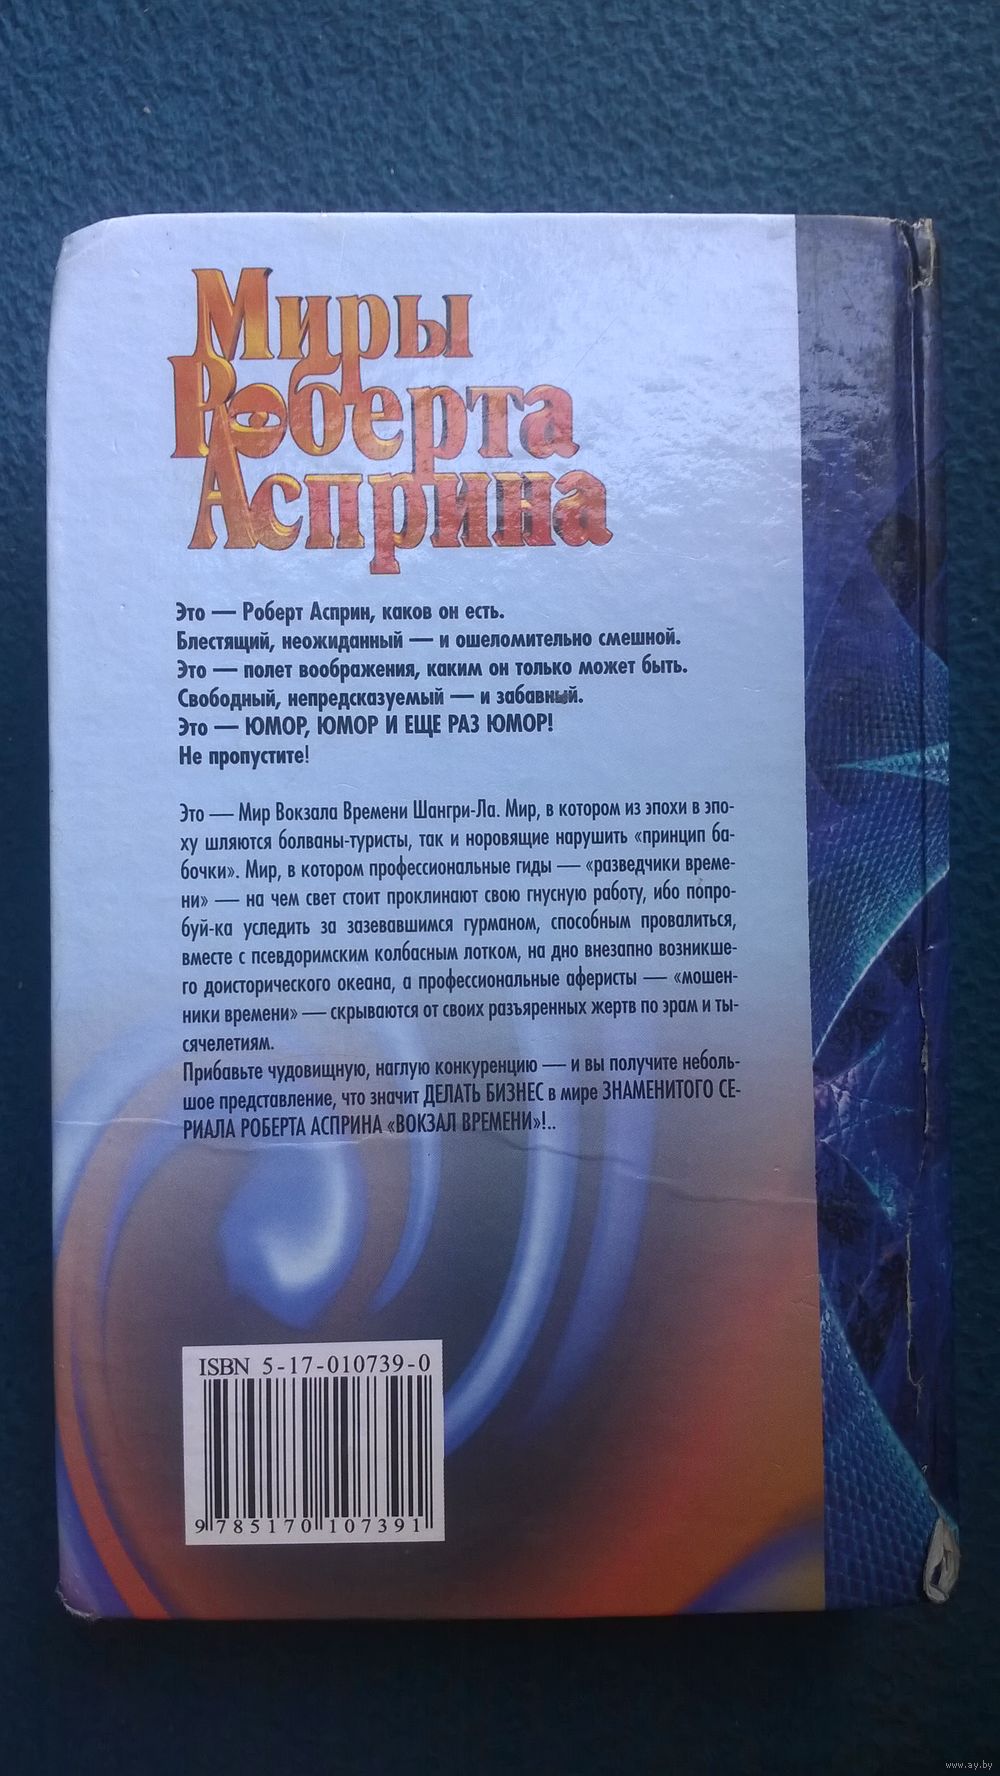 Миры
Роберта
Асприна
Это — Роберт Асприн, каков он есть.
Блестящий, неожиданный — и ошеломительно смешной.
Это — полет воображения, каким он только может быть.
Свободный, непредсказуемый — и забавный.
Это — ЮМОР, ЮМОР И ЕЩЕ РАЗ ЮМОР!
Не пропустите!
Это — Мир Вокзала Времени Шангри-Ла. Мир, в котором из эпохи в эпо-
ху шляются болваны-туристы, так и норовящие нарушить «принцип ба-
бочки». Мир, в котором профессиональные гиды — «разведчики време-
ни» — на чем свет стоит проклинают свою гнусную работу, ибо попро-
буй-ка уследить за зазевавшимся гурманом, способным провалиться,
вместе с псевдоримским колбасным лотком, на дно внезапно возникше-
го доисторического океана, а профессиональные аферисты — «мошен-
ники времени» — скрываются от своих разъяренных жертв по эрам и ты-
сячелетиям.
Прибавьте чудовищную, наглую конкуренцию — и вы получите неболь-
шое представление, что значит ДЕЛАТЬ БИЗНЕС в мире ЗНАМЕНИТОГО СЕ-
РИАЛА РОБЕРТА АСПРИНА «ВОКЗАЛ ВРЕМЕНИ»!..
ISBN 5-17-010739-0
9 785170 107391
www.ay.by